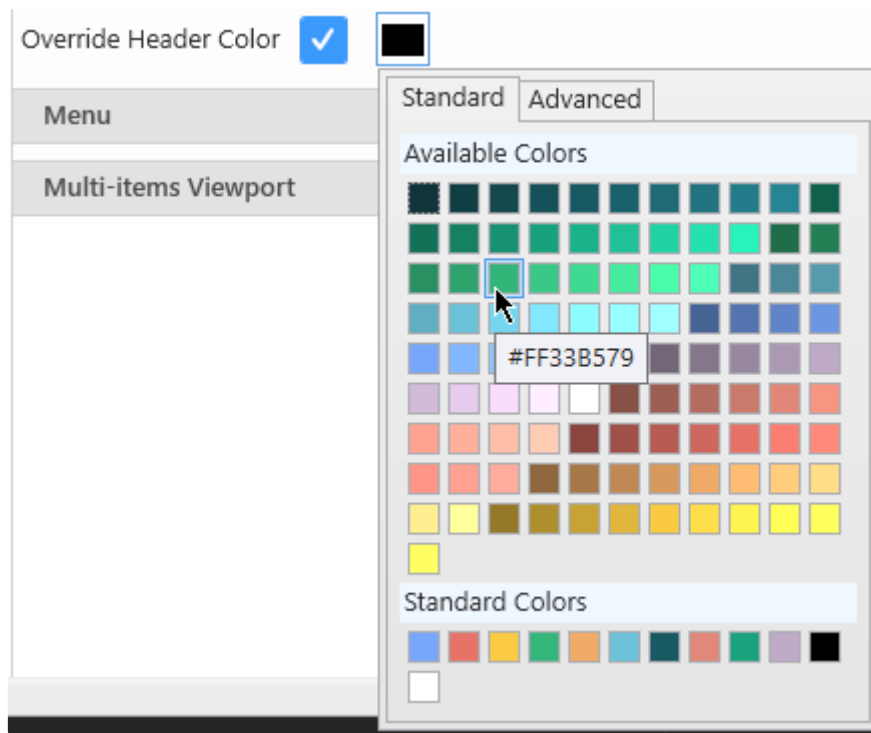 Override Header Color
Standard
Advanced
Menu
Available Colors
Multi-items Viewport
#FF33B579
Standard Colors